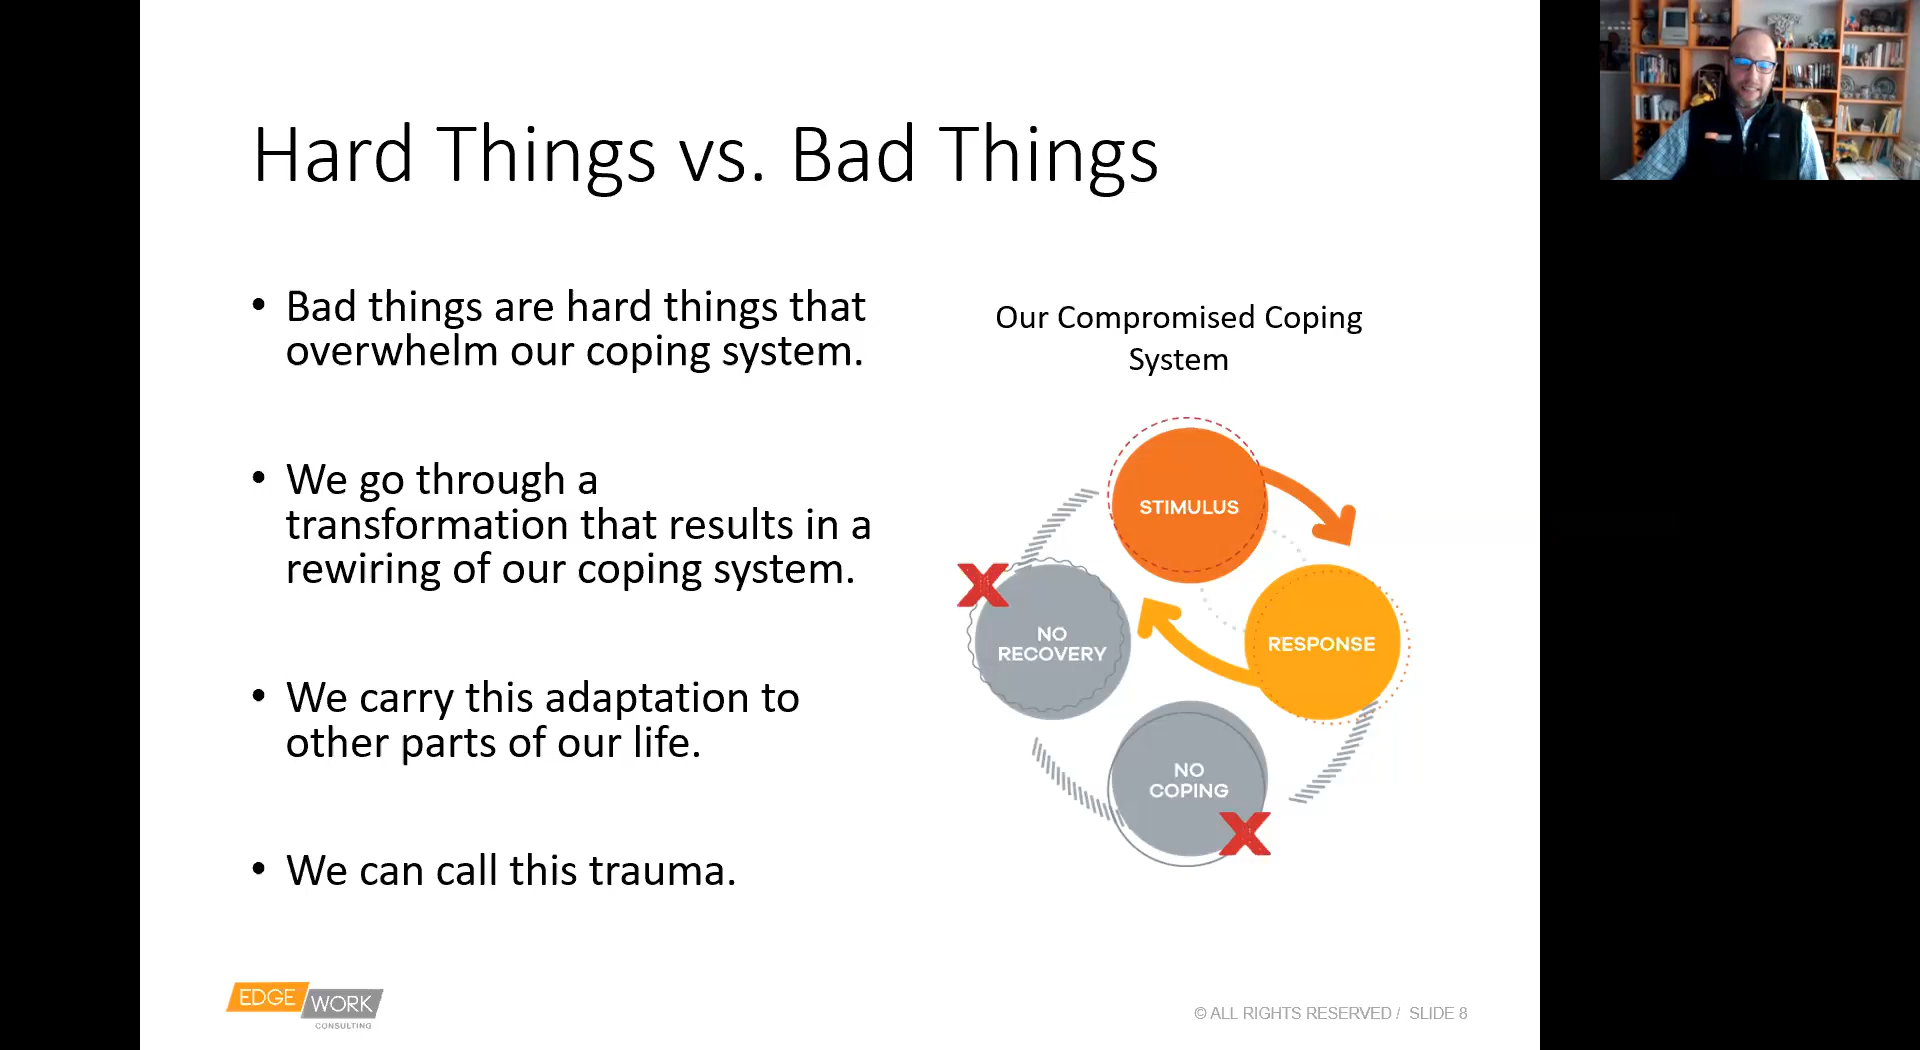 Hard Things vs. Bad Things
• Bad things are hard things that
overwhelm our coping system.
• We go through a
transformation that results in a
rewiring of our coping system.
• We carry this adaptation to
other parts of our life.
• We can call this trauma.
Our Compromised Coping
System
STIMULUS
RESPONSE
NO
COPING
NO
RECOVERY
EDGE WORK
CONSULTING
© ALL RIGHTS RESERVED / SLIDE 8